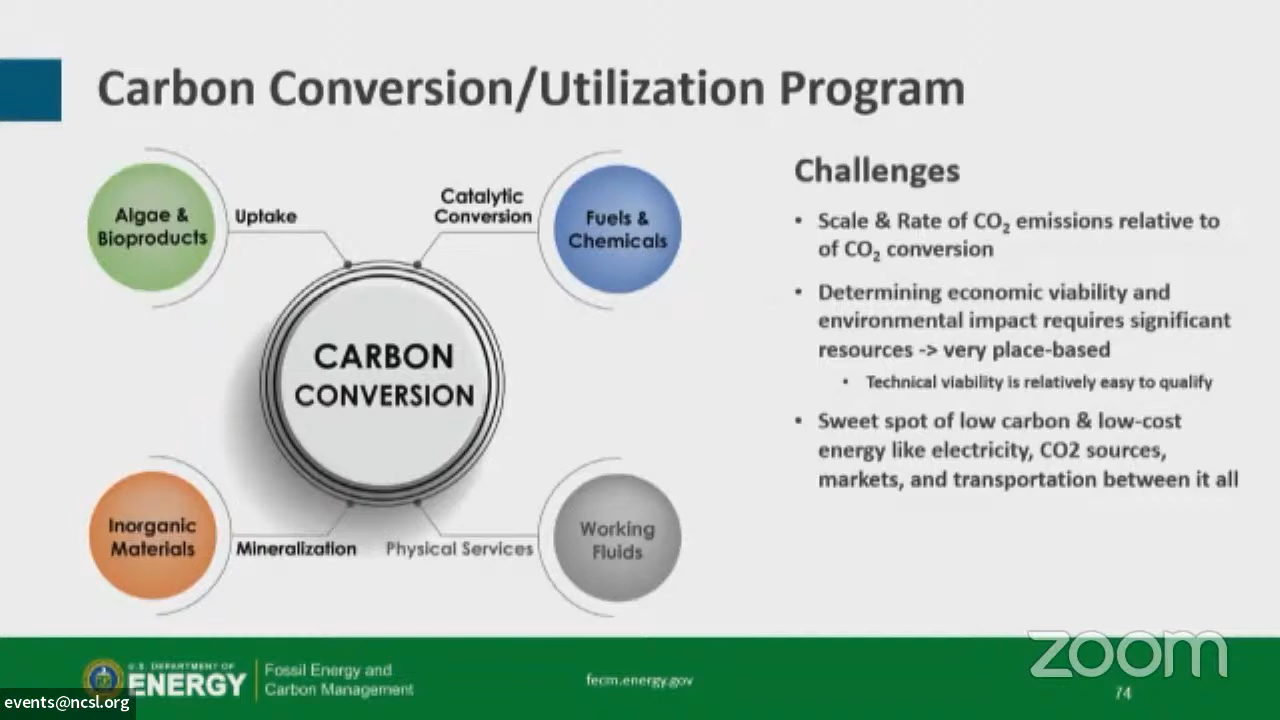 Carbon Conversion/Utilization Program
Algae &
Bioproducts
Uptake
Catalytic
Conversion
Fuels &
Chemicals
CARBON
CONVERSION
Inorganic
Materials
Mineralization
Physical Services
Working
Fluids
Challenges
• Scale & Rate of CO₂ emissions relative to
of CO₂ conversion
• Determining economic viability and
environmental impact requires significant
resources -> very place-based
• Technical viability is relatively easy to qualify
• Sweet spot of low carbon & low-cost
energy like electricity, CO2 sources,
markets, and transportation between it all
U.S. DEPARTMENT OF
ENERGY
Fossil Energy and
Carbon Management
fecm.energy.gov
zoom
74
events@ncsl.org